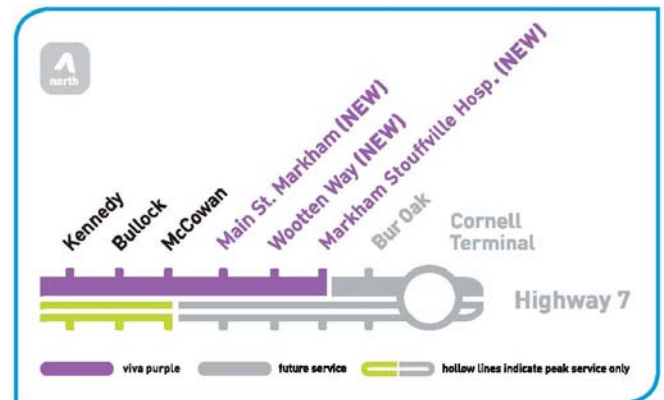 north
Kennedy
Bullock
McCowan
Main St. Markham (NEW)
Wootten Way (NEW)
Markham Stouffville Hosp. (NEW)
Bur Oak
Cornell
Terminal
Highway 7
viva purple
future service
hollow lines indicate peak service only